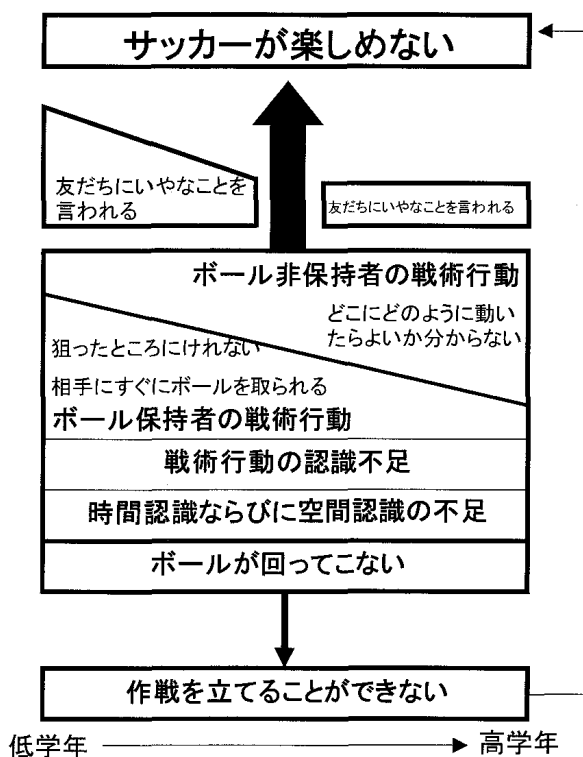 サッカーが楽しめない
友だちにいやなことを
言われる
友だちにいやなことを言われる
ボール非保持者の戦術行動
どこにどのように動い
たらよいか分からない
狙ったところにけれない
相手にすぐにボールを取られる
ボール保持者の戦術行動
戦術行動の認識不足
時間認識ならびに空間認識の不足
ボールが回ってこない
作戦を立てることができない
低学年
高学年